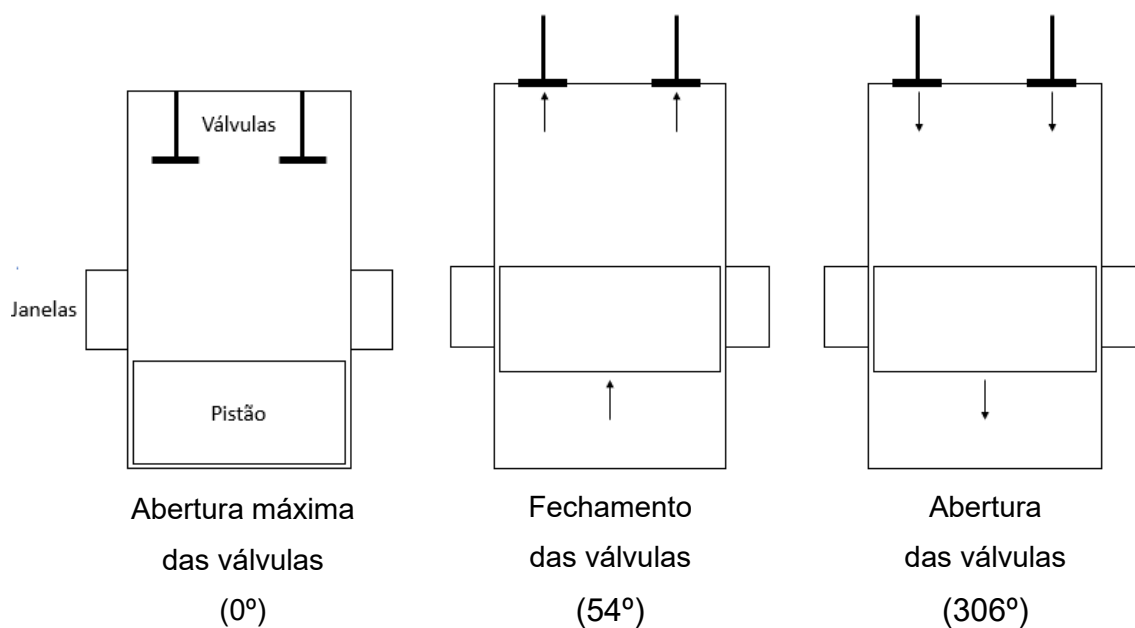 Válvulas
Janelas
Pistão
Abertura máxima
das válvulas
(0º)
Fechamento
das válvulas
(54º)
Abertura
das válvulas
(306º)